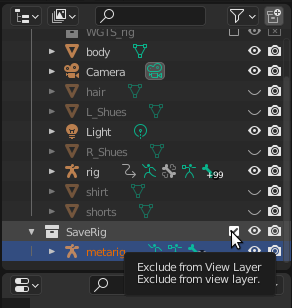 WGTS_rig
body
Camera
hair
L_Shues
Light
R_Shues
rig
+99
shirt
shorts
SaveRig
metarig
Exclude from View Layer
Exclude from view layer.